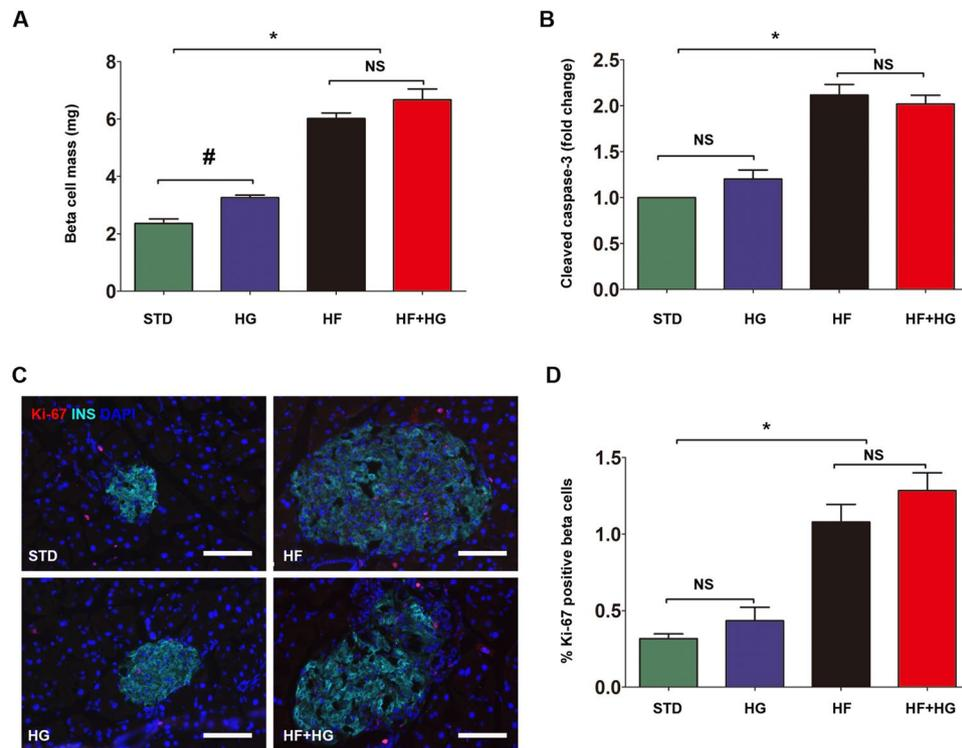 A
*
NS
#
Beta cell mass (mg)
8
6
4
2
0
STD HG HF HF+HG
B
*
NS
NS
Cleaved caspase-3 (fold change)
2.5
2.0
1.5
1.0
0.5
0.0
STD HG HF HF+HG
C
Ki-67 INS DAPI
STD
HF
HG
HF+HG
D
*
NS
NS
% Ki-67 positive beta cells
1.5
1.0
0.5
0.0
STD HG HF HF+HG